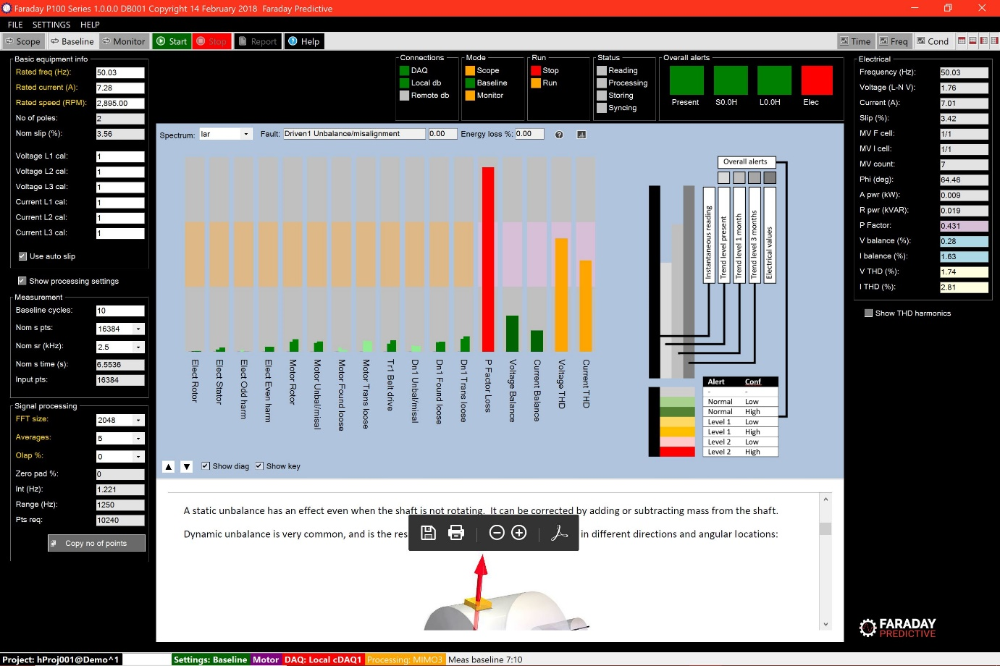 Faraday P100 Series 1.0.0.0 DB001 Copyright 14 February 2018  Faraday Predictive
FILE SETTINGS HELP
Scope Baseline Monitor Start Stop Report Help Time Freq Cond
Basic equipment info
Rated freq (Hz): 50.03
Rated current (A): 7.28
Rated speed (RPM): 2,895.00
No of poles: 2
Nom slip (%): 3.56
Voltage L1 cal: 1
Voltage L2 cal: 1
Voltage L3 cal: 1
Current L1 cal: 1
Current L2 cal: 1
Current L3 cal: 1
Use auto slip
Show processing settings
Measurement
Baseline cycles: 10
Nom s pts: 16384
Nom sr (kHz): 2.5
Nom s time (s): 6.5536
Input pts: 16384
Signal processing
FFT size: 2048
Averages: 5
Olap %: 0
Zero pad %: 0
Int (Hz): 1.221
Range (Hz): 1250
Pts req: 10240
Copy no of points
Connections
DAQ
Local db
Remote db
Mode
Scope
Baseline
Monitor
Run
Stop
Run
Status
Reading
Processing
Storing
Syncing
Overall alerts
Present S0.0H L0.0H Elec
Spectrum: Iar Fault: Driven1 Unbalance/misalignment 0.00 Energy loss %: 0.00
Elect Rotor
Elect Stator
Elect Odd harm
Elect Even harm
Motor Rotor
Motor Unbal/misal
Motor Found loose
Motor Trans loose
Tr1 Belt drive
Dn1 Unbal/misal
Dn1 Found loose
Dn1 Trans loose
P Factor Loss
Voltage Balance
Current Balance
Voltage THD
Current THD
Overall alerts
Instantaneous reading
Trend level present
Trend level 1 month
Trend level 3 months
Electrical values
Alert Conf
- -
Normal Low
Normal High
Level 1 Low
Level 1 High
Level 2 Low
Level 2 High
Show diag Show key
A static unbalance has an effect even when the shaft is not rotating.  It can be corrected by adding or subtracting mass from the shaft.
Dynamic unbalance is very common, and is the res in different directions and angular locations:
Electrical
Frequency (Hz): 50.03
Voltage (L-N V): 1.76
Current (A): 7.01
Slip (%): 3.42
MV F cell: 1/1
MV I cell: 1/1
MV count: 7
Phi (deg): 64.46
A pwr (kW): 0.009
R pwr (kVAR): 0.019
P Factor: 0.431
V balance (%): 0.28
I balance (%): 1.63
V THD (%): 1.74
I THD (%): 2.81
Show THD harmonics
FARADAY
PREDICTIVE
Project: hProj001@Demo^1 Settings: Baseline Motor DAQ: Local cDAQ1 Processing: MIMO3 Meas baseline 7:10